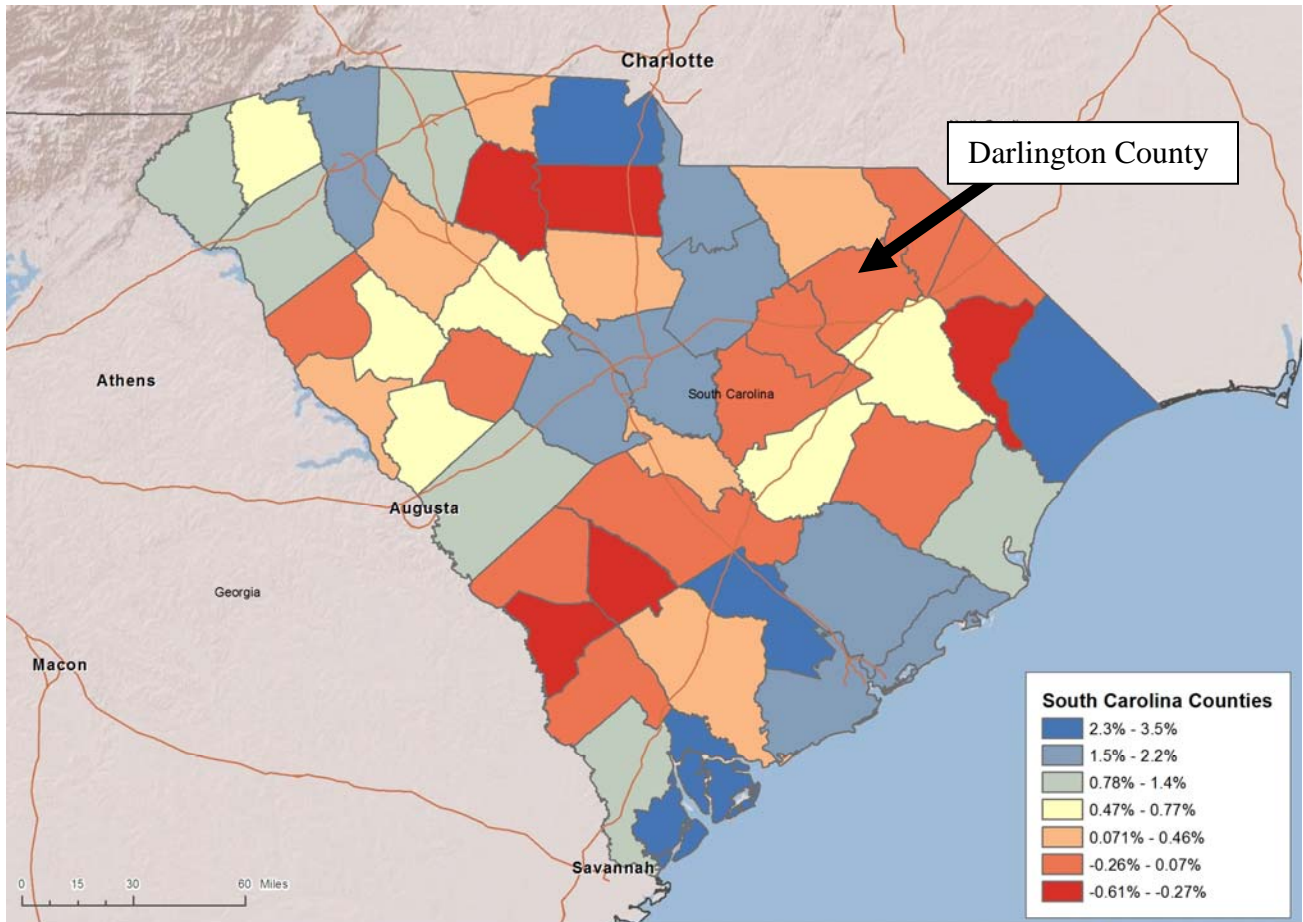 Charlotte
Darlington County
Athens
South Carolina
Augusta
Georgia
Macon
Savannah
0 15 30 60 Miles
South Carolina Counties
2.3% - 3.5%
1.5% - 2.2%
0.78% - 1.4%
0.47% - 0.77%
0.071% - 0.46%
-0.26% - 0.07%
-0.61% - -0.27%